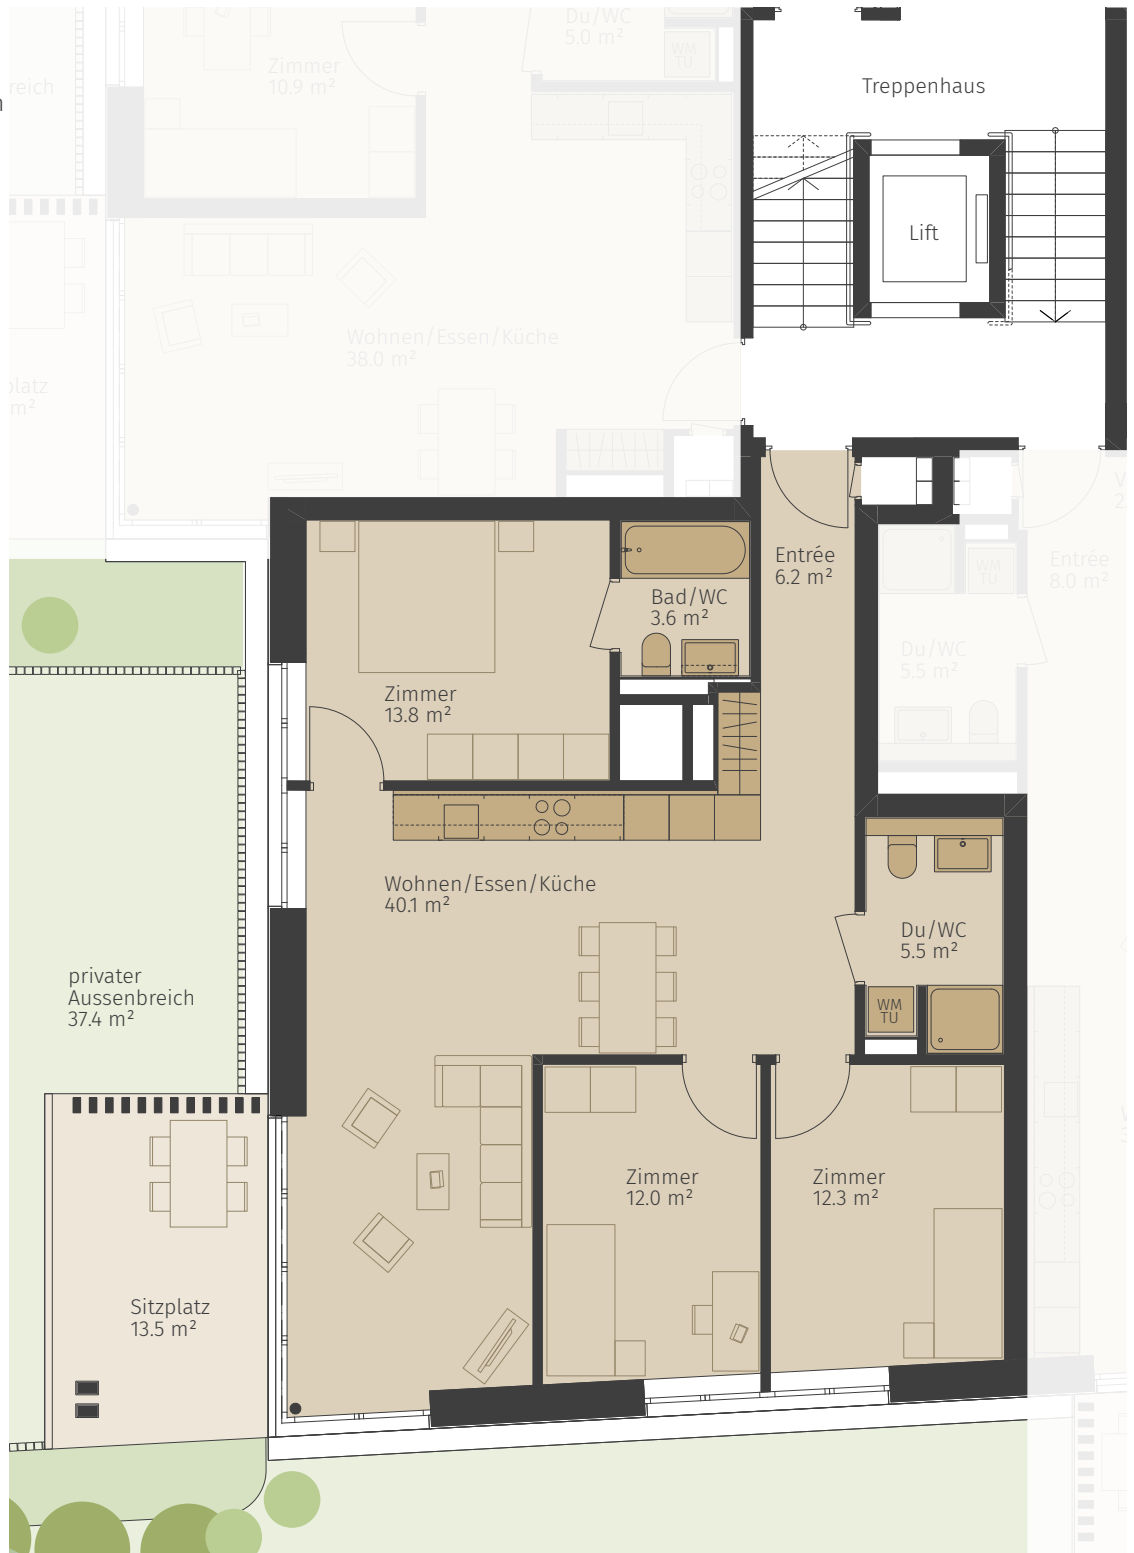 Du/WC
5.0 m²
WM
TU
Zimmer
10.9 m²
Treppenhaus
Lift
Wohnen/Essen/Küche
38.0 m²
Entrée
6.2 m²
Entrée
8.0 m²
WM
TU
Bad/WC
3.6 m²
Du/WC
5.5 m²
Zimmer
13.8 m²
Wohnen/Essen/Küche
40.1 m²
Du/WC
5.5 m²
WM
TU
privater
Aussenbreich
37.4 m²
Zimmer
12.0 m²
Zimmer
12.3 m²
Sitzplatz
13.5 m²